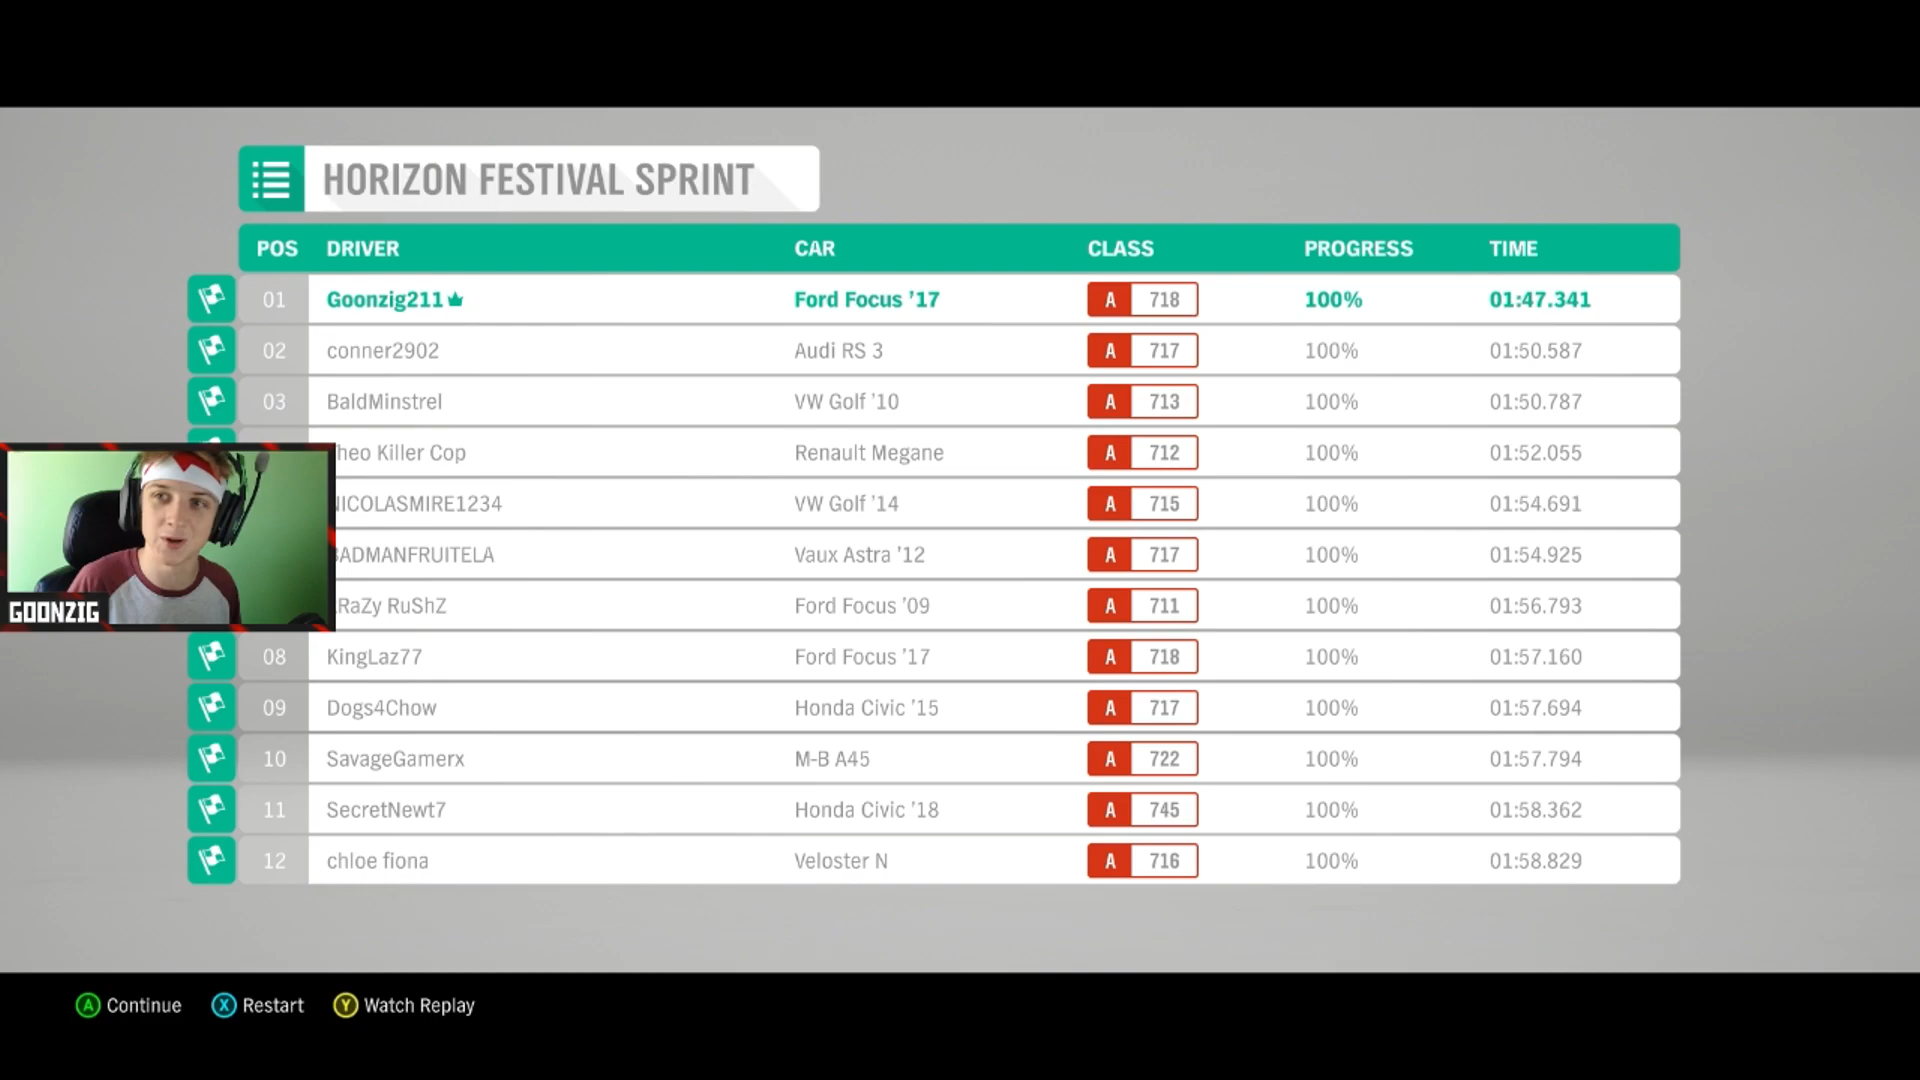 HORIZON FESTIVAL SPRINT
POS DRIVER CAR CLASS PROGRESS TIME
01 Goonzig211 Ford Focus ’17 A 718 100% 01:47.341
02 conner2902 Audi RS 3 A 717 100% 01:50.587
03 BaldMinstrel VW Golf ’10 A 713 100% 01:50.787
Killer Cop Renault Megane A 712 100% 01:52.055
VW Golf ’14 A 715 100% 01:54.691
Vaux Astra ’12 A 717 100% 01:54.925
RuShZ Ford Focus ’09 A 711 100% 01:56.793
GOONZIG
08 KingLaz77 Ford Focus ’17 A 718 100% 01:57.160
09 Dogs4Chow Honda Civic ’15 A 717 100% 01:57.694
10 SavageGamerx M-B A45 A 722 100% 01:57.794
11 SecretNewt7 Honda Civic ’18 A 745 100% 01:58.362
12 chloe fiona Veloster N A 716 100% 01:58.829
A Continue X Restart Y Watch Replay